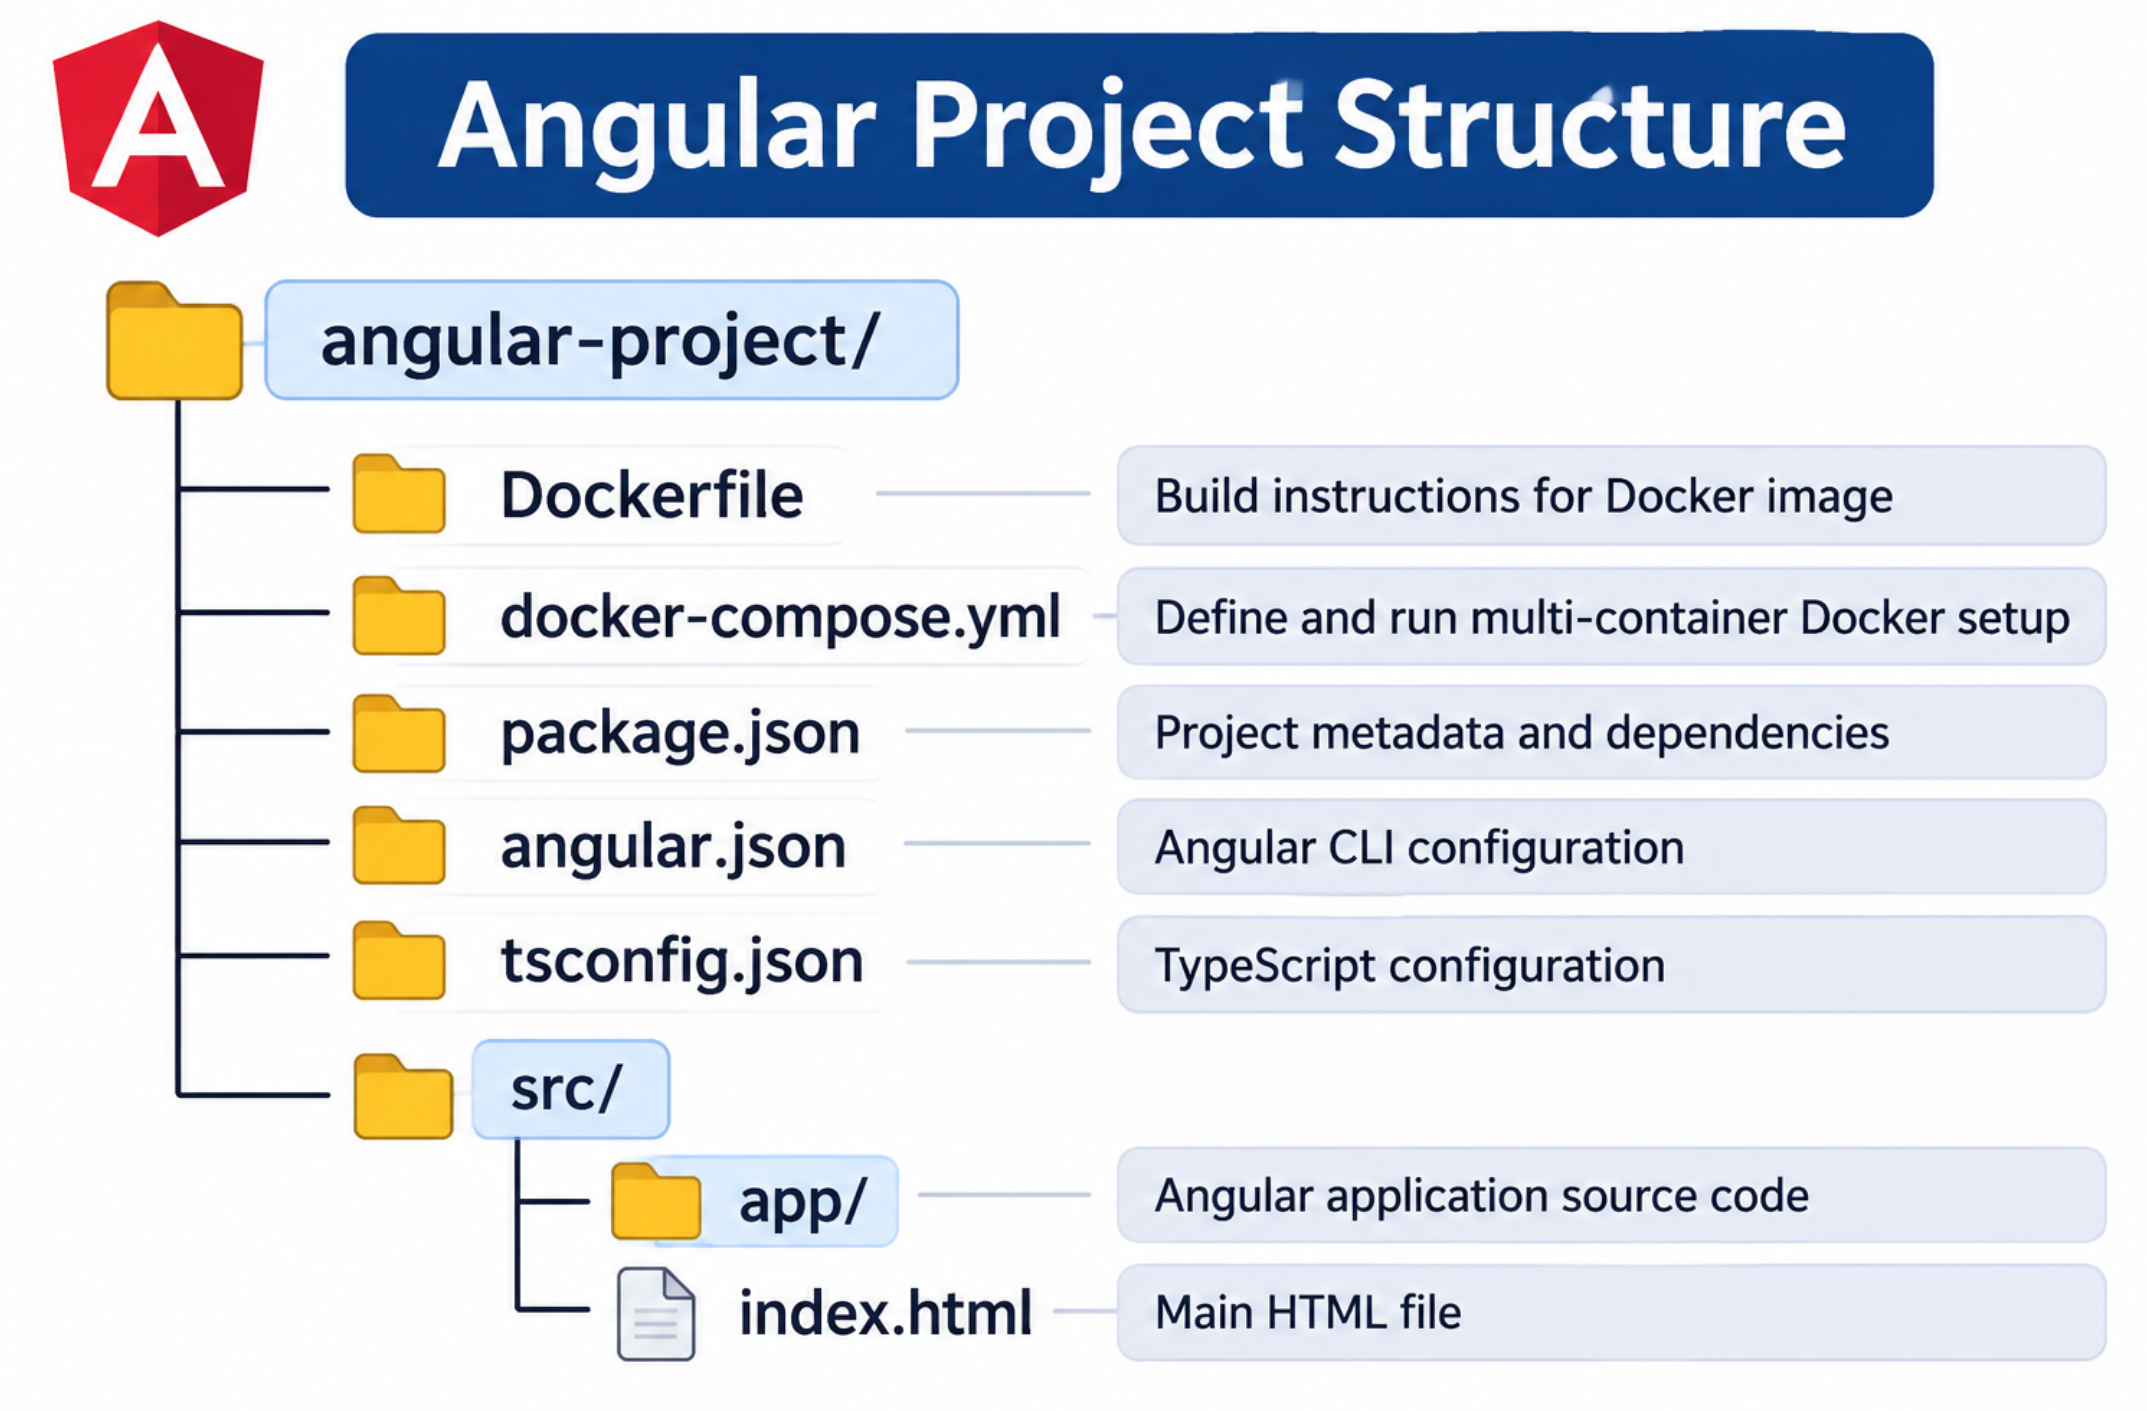 A
Angular Project Structure
angular-project/
Dockerfile Build instructions for Docker image
docker-compose.yml Define and run multi-container Docker setup
package.json Project metadata and dependencies
angular.json Angular CLI configuration
tsconfig.json TypeScript configuration
src/
app/ Angular application source code
index.html Main HTML file